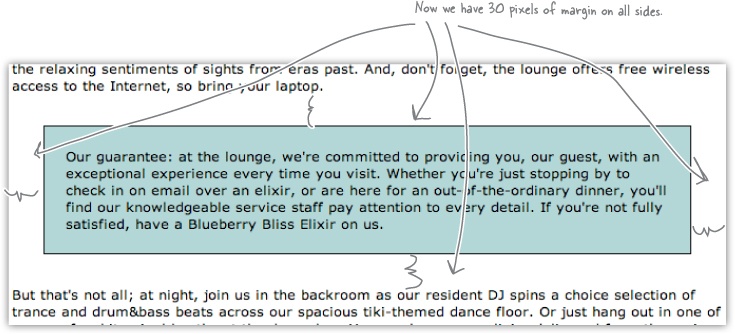 Now we have 30 pixels of margin on all sides.
the relaxing sentiments of sights from eras past. And, don't forget, the lounge offers free wireless
access to the Internet, so bring your laptop.
Our guarantee: at the lounge, we're committed to providing you, our guest, with an
exceptional experience every time you visit. Whether you're just stopping by to
check in on email over an elixir, or are here for an out-of-the-ordinary dinner, you'll
find our knowledgeable service staff pay attention to every detail. If you're not fully
satisfied, have a Blueberry Bliss Elixir on us.
But that's not all; at night, join us in the backroom as our resident DJ spins a choice selection of
trance and drum&bass beats across our spacious tiki-themed dance floor. Or just hang out in one of